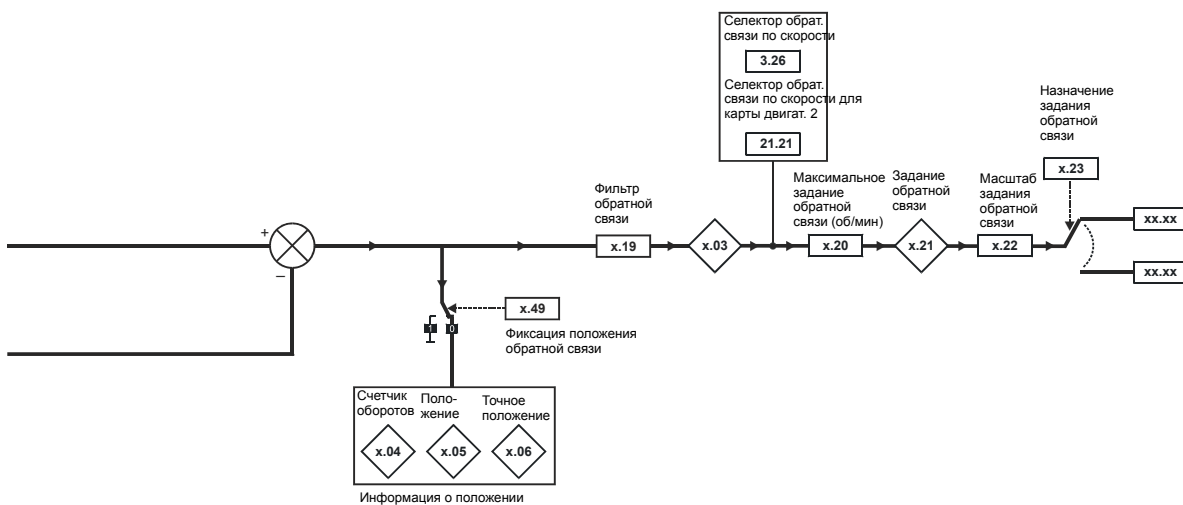 Селектор обрат.
связи по скорости
3.26
Селектор обрат.
связи по скорости для
карты двигат. 2
21.21
Назначение
задания
обратной
связи
x.23
Фильтр
обратной
связи
Максимальное
задание
обратной
связи (об/мин)
Задание
обратной
связи
Масштаб
задания
обратной
связи
+
–
x.19
x.03
x.20
x.21
x.22
xx.xx
xx.xx
x.49
1
0
Фиксация положения
обратной связи
Счетчик
оборотов
Поло-
жение
Точное
положение
x.04
x.05
x.06
Информация о положении